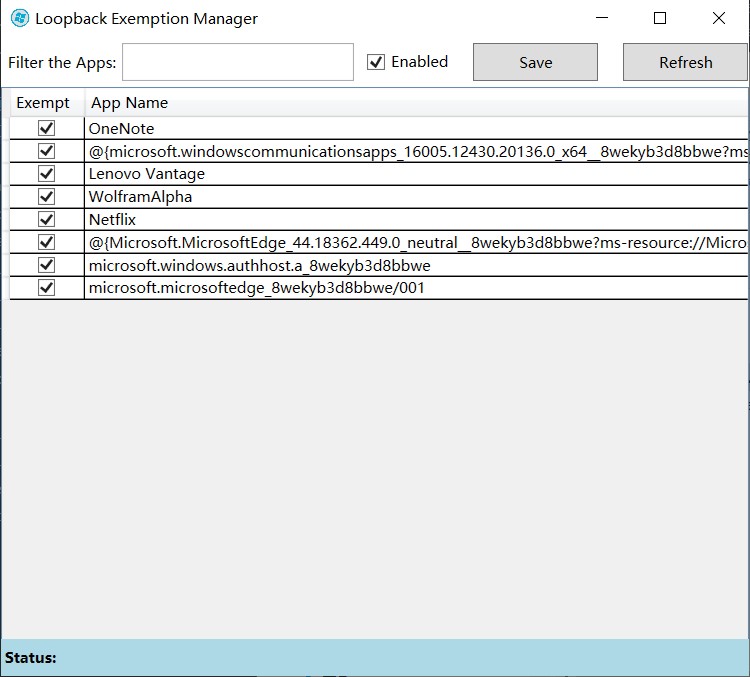 Loopback Exemption Manager
Filter the Apps: Enabled Save Refresh
Exempt App Name
OneNote
@{microsoft.windowscommunicationsapps_16005.12430.20136.0_x64__8wekyb3d8bbwe?ms
Lenovo Vantage
WolframAlpha
Netflix
@{Microsoft.MicrosoftEdge_44.18362.449.0_neutral__8wekyb3d8bbwe?ms-resource://Micro
microsoft.windows.authhost.a_8wekyb3d8bbwe
microsoft.microsoftedge_8wekyb3d8bbwe/001
Status: